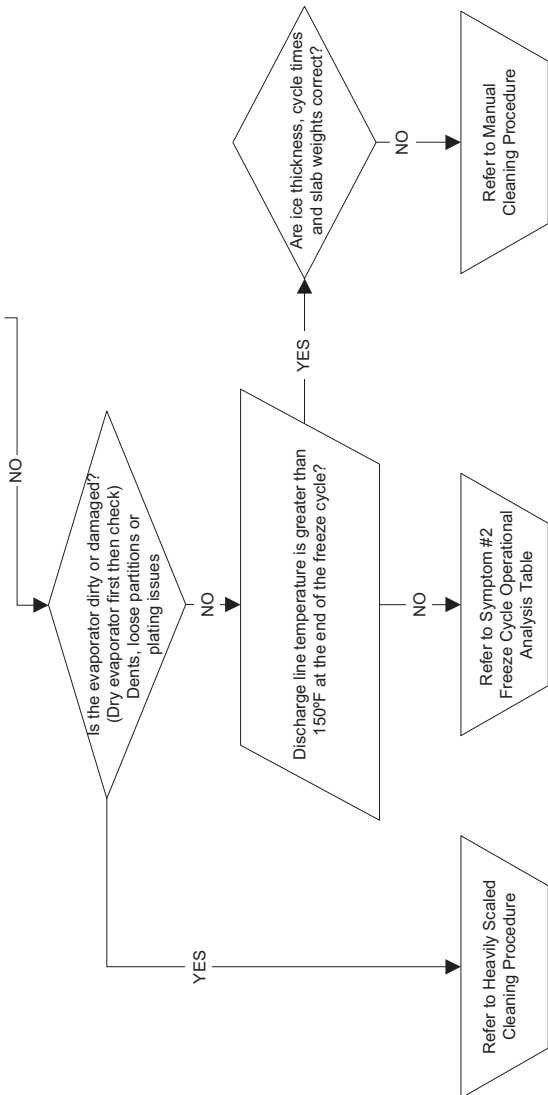 NO
Is the evaporator dirty or damaged?
(Dry evaporator first then check)
Dents, loose partitions or
plating issues
YES
NO
Refer to Heavily Scaled
Cleaning Procedure
Discharge line temperature is greater than
150ºF at the end of the freeze cycle?
YES
NO
Refer to Symptom #2
Freeze Cycle Operational
Analysis Table
Are ice thickness, cycle times
and slab weights correct?
NO
Refer to Manual
Cleaning Procedure